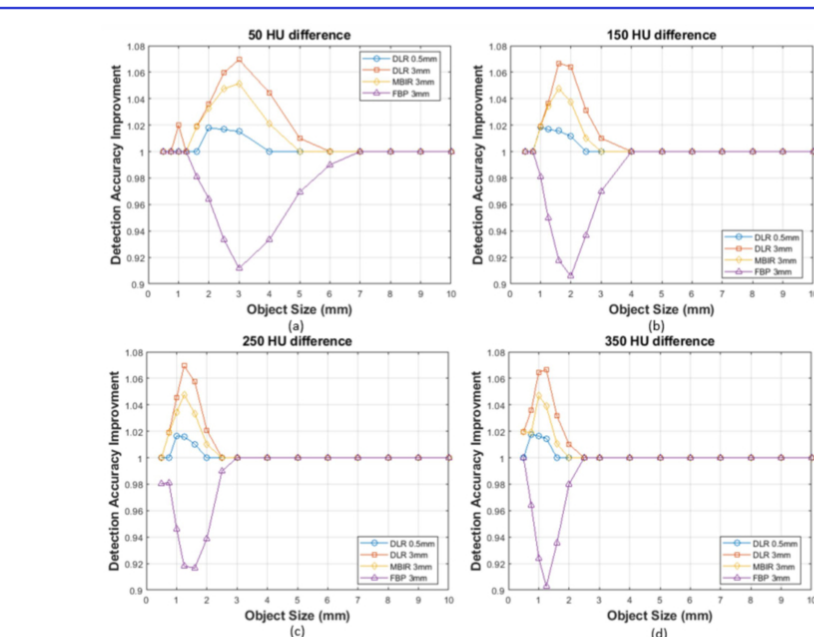 50 HU difference
Detection Accuracy Improvment
1.08
1.06
1.04
1.02
1
0.98
0.96
0.94
0.92
0.9
DLR 0.5mm
DLR 3mm
MBIR 3mm
FBP 3mm
0 1 2 3 4 5 6 7 8 9 10
Object Size (mm)
(a)
150 HU difference
Detection Accuracy Improvment
1.08
1.06
1.04
1.02
1
0.98
0.96
0.94
0.92
0.9
DLR 0.5mm
DLR 3mm
MBIR 3mm
FBP 3mm
0 1 2 3 4 5 6 7 8 9 10
Object Size (mm)
(b)
250 HU difference
Detection Accuracy Improvment
1.08
1.06
1.04
1.02
1
0.98
0.96
0.94
0.92
0.9
DLR 0.5mm
DLR 3mm
MBIR 3mm
FBP 3mm
0 1 2 3 4 5 6 7 8 9 10
Object Size (mm)
(c)
350 HU difference
Detection Accuracy Improvment
1.08
1.06
1.04
1.02
1
0.98
0.96
0.94
0.92
0.9
DLR 0.5mm
DLR 3mm
MBIR 3mm
FBP 3mm
0 1 2 3 4 5 6 7 8 9 10
Object Size (mm)
(d)